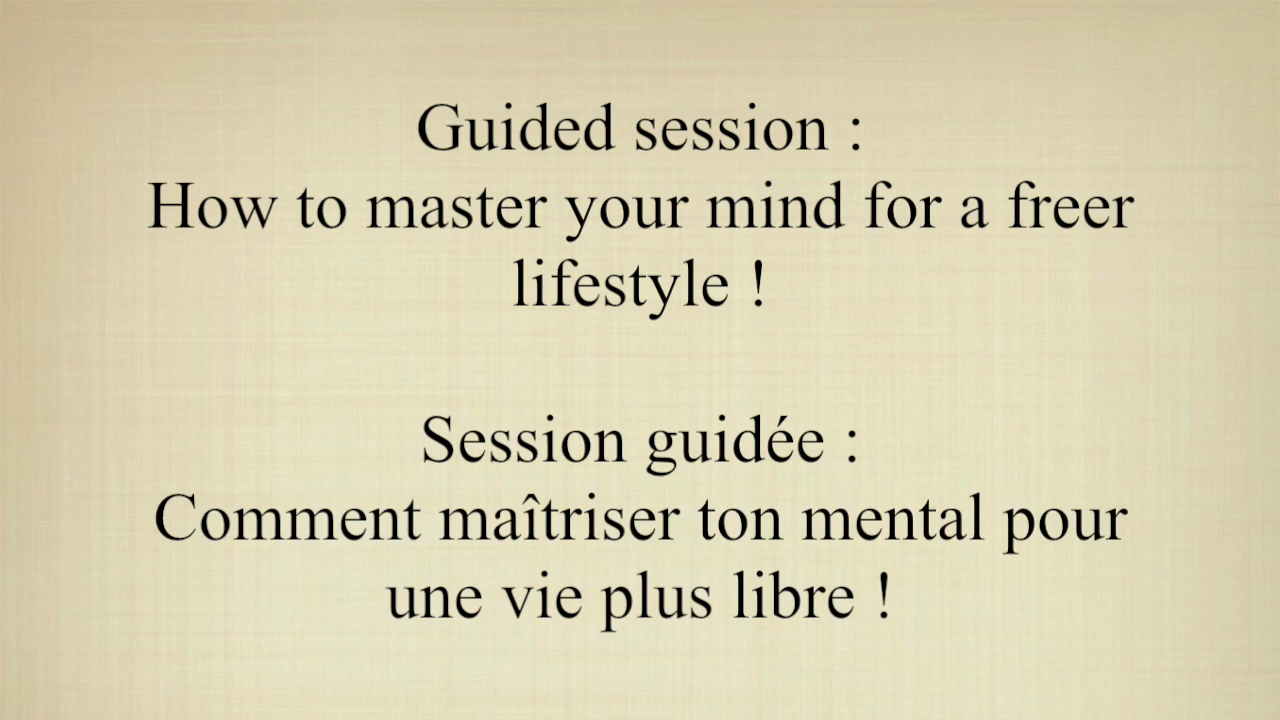 Guided session :
How to master your mind for a freer
lifestyle !
Session guidée :
Comment maîtriser ton mental pour
une vie plus libre !